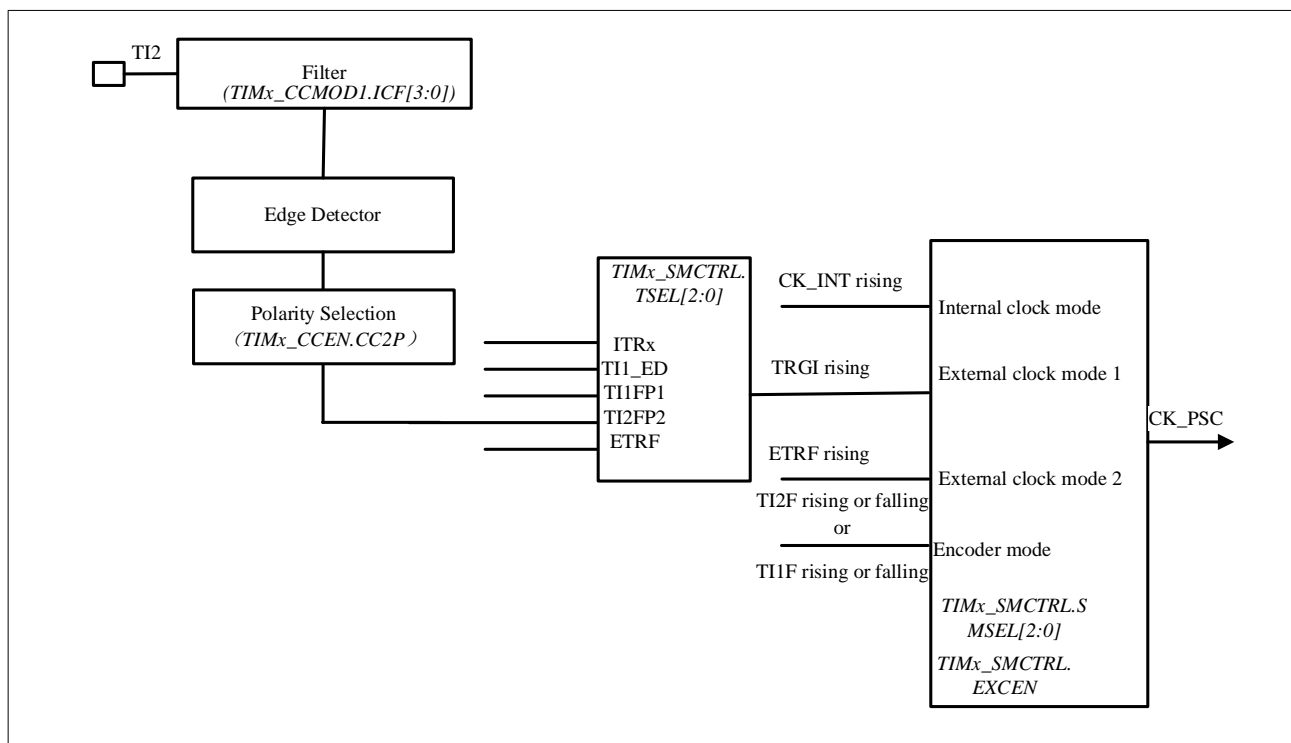 TI2
Filter
(TIMx_CCMOD1.ICF[3:0])
Edge Detector
Polarity Selection
（TIMx_CCEN.CC2P）
TIMx_SMCTRL.
TSEL[2:0]
ITRx
TI1_ED
TI1FP1
TI2FP2
ETRF
CK_INT rising
TRGI rising
ETRF rising
TI2F rising or falling
or
TI1F rising or falling
Internal clock mode
External clock mode 1
External clock mode 2
Encoder mode
TIMx_SMCTRL.S
MSEL[2:0]
TIMx_SMCTRL.
EXCEN
CK_PSC